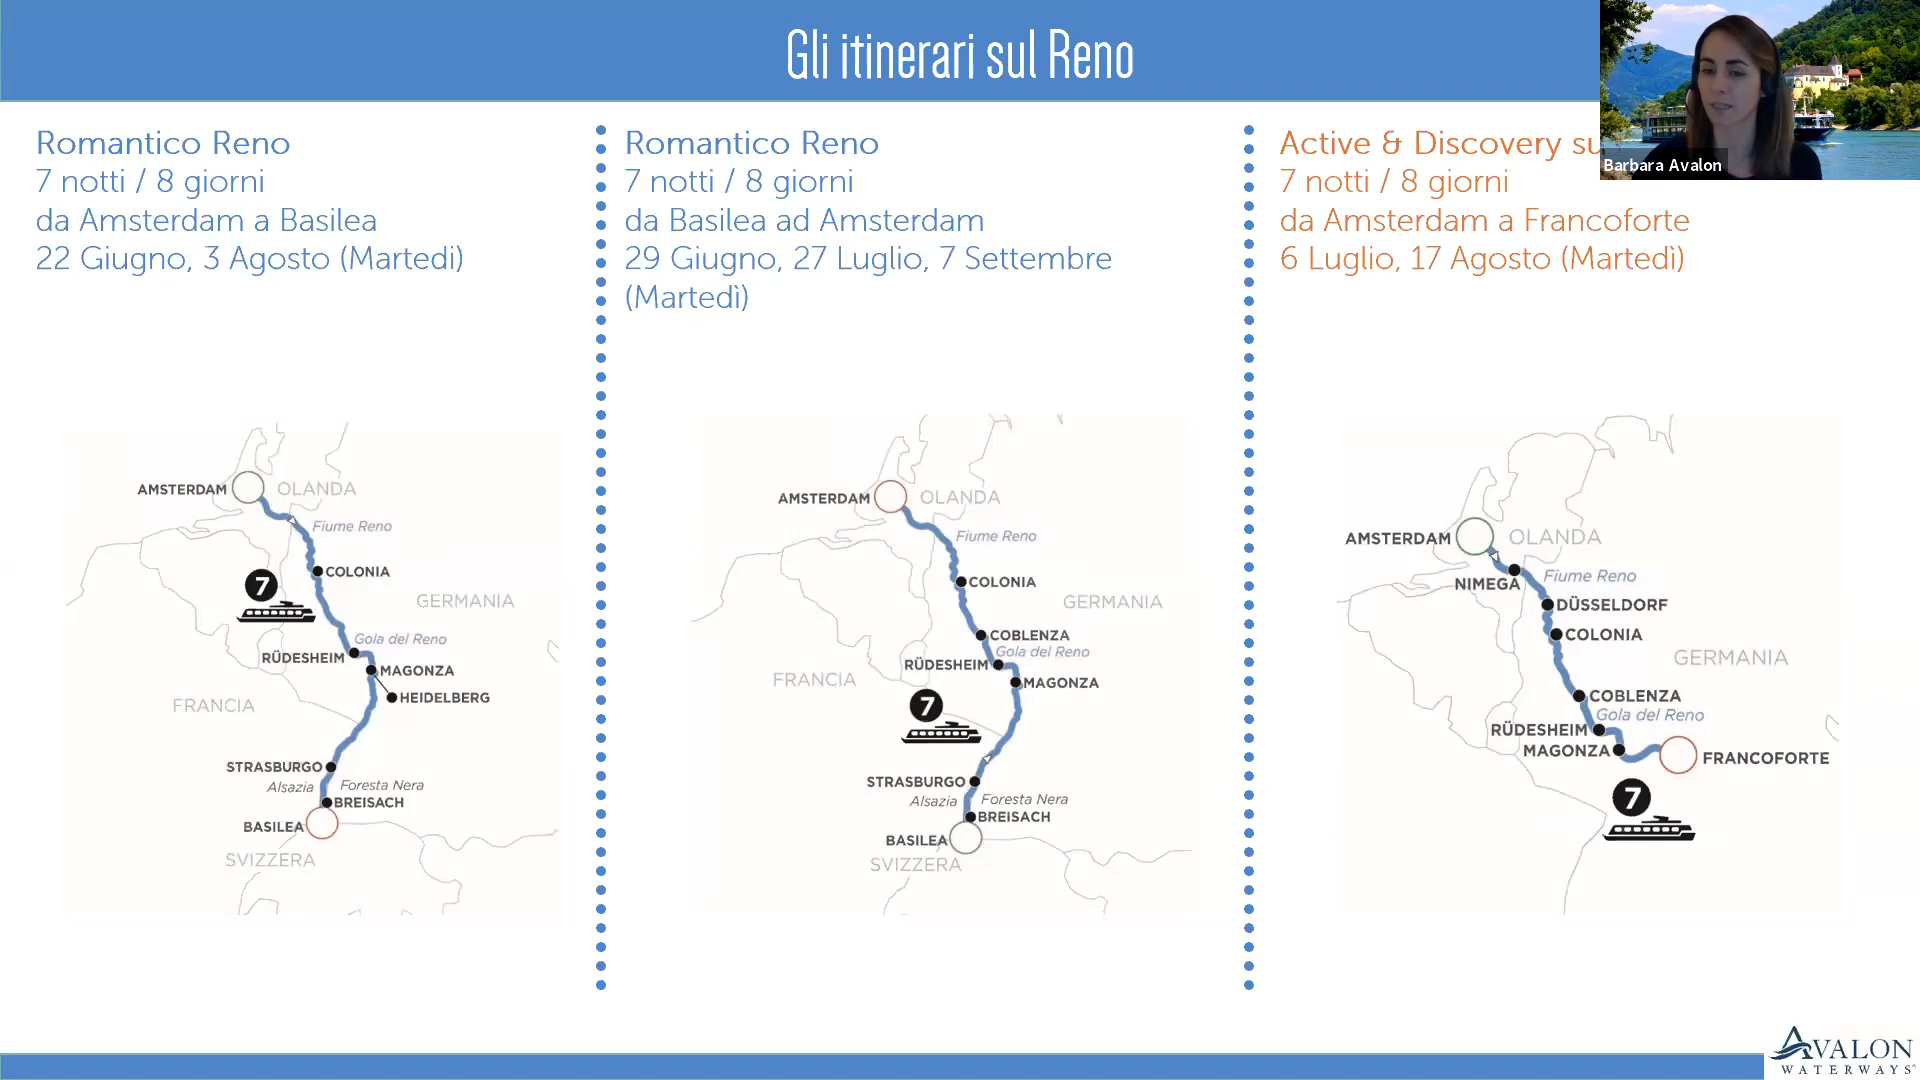 Gli itinerari sul Reno
Barbara Avalon
Romantico Reno
7 notti / 8 giorni
da Amsterdam a Basilea
22 Giugno, 3 Agosto (Martedì)
Romantico Reno
7 notti / 8 giorni
da Basilea ad Amsterdam
29 Giugno, 27 Luglio, 7 Settembre
(Martedì)
Active & Discovery su
7 notti / 8 giorni
da Amsterdam a Francoforte
6 Luglio, 17 Agosto (Martedì)
AMSTERDAM
OLANDA
Fiume Reno
COLONIA
7
GERMANIA
Gola del Reno
RÜDESHEIM
MAGONZA
HEIDELBERG
FRANCIA
STRASBURGO
Alsazia
Foresta Nera
BREISACH
BASILEA
SVIZZERA
AMSTERDAM
OLANDA
Fiume Reno
COLONIA
GERMANIA
COBLENZA
Gola del Reno
RÜDESHEIM
FRANCIA
MAGONZA
7
STRASBURGO
Alsazia
Foresta Nera
BREISACH
BASILEA
SVIZZERA
AMSTERDAM
OLANDA
NIMEGA
Fiume Reno
DÜSSELDORF
COLONIA
GERMANIA
COBLENZA
Gola del Reno
RÜDESHEIM
MAGONZA
FRANCOFORTE
7
AVALON
WATERWAYS